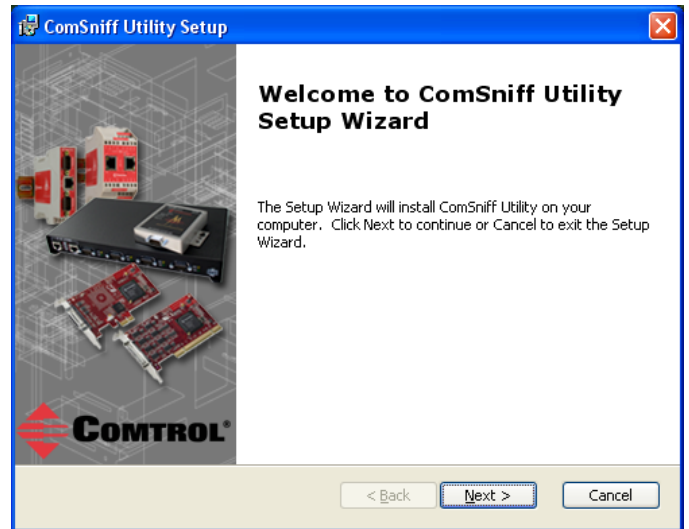 ComSniff Utility Setup
Welcome to ComSniff Utility
Setup Wizard
The Setup Wizard will install ComSniff Utility on your
computer. Click Next to continue or Cancel to exit the Setup
Wizard.
COMTROL®
< Back
Next >
Cancel